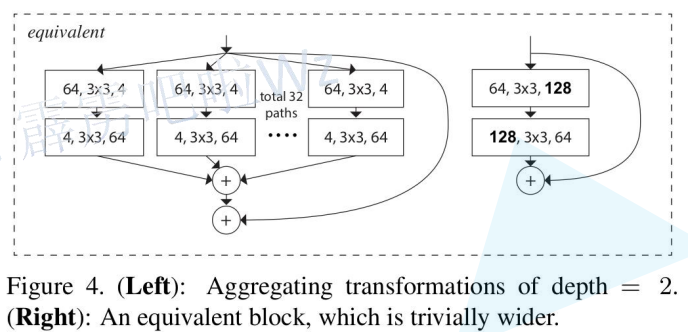 equivalent
64, 3x3, 4
64, 3x3, 4
total 32
paths
....
64, 3x3, 4
64, 3x3, 128
4, 3x3, 64
4, 3x3, 64
4, 3x3, 64
128, 3x3, 64
+
+
+
霹雳吧啦Wz
Figure 4. (Left): Aggregating transformations of depth = 2.
(Right): An equivalent block, which is trivially wider.